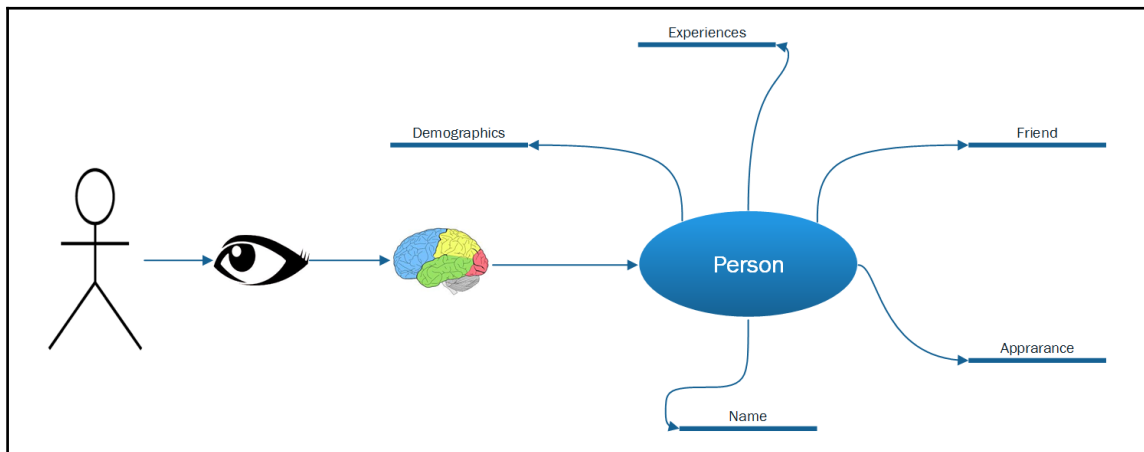 Experiences
Demographics
Friend
Person
Apprarance
Name